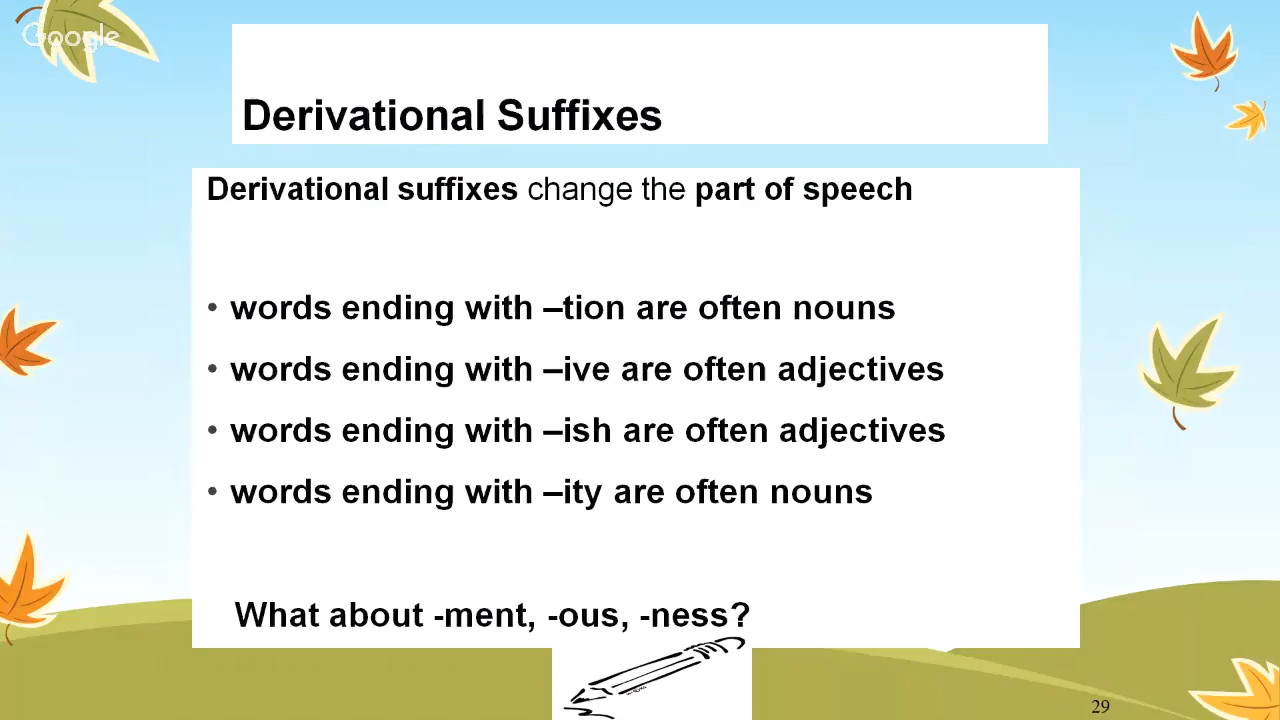 Google
Derivational Suffixes
Derivational suffixes change the part of speech
• words ending with –tion are often nouns
• words ending with –ive are often adjectives
• words ending with –ish are often adjectives
• words ending with –ity are often nouns
What about -ment, -ous, -ness?
29